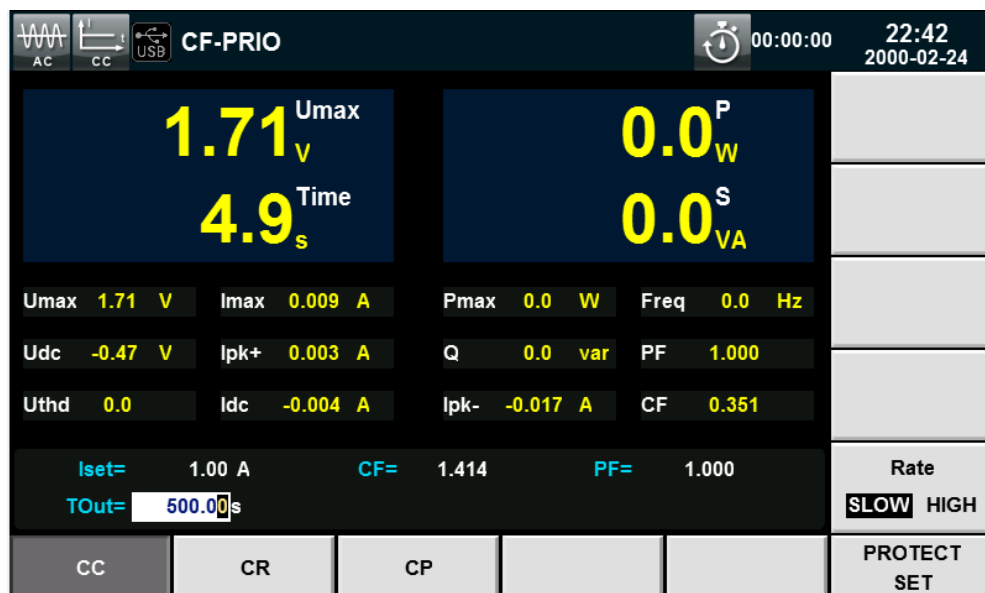 AC CC t USB CF-PRIO 00:00:00 22:42
2000-02-24
1.71 Umax V 0.0 P W
4.9 Time s 0.0 S VA
Umax 1.71 V Imax 0.009 A Pmax 0.0 W Freq 0.0 Hz
Udc -0.47 V Ipk+ 0.003 A Q 0.0 var PF 1.000
Uthd 0.0 Idc -0.004 A Ipk- -0.017 A CF 0.351
Iset= 1.00 A CF= 1.414 PF= 1.000
TOut= 500.00s
Rate
SLOW HIGH
CC CR CP PROTECT
SET